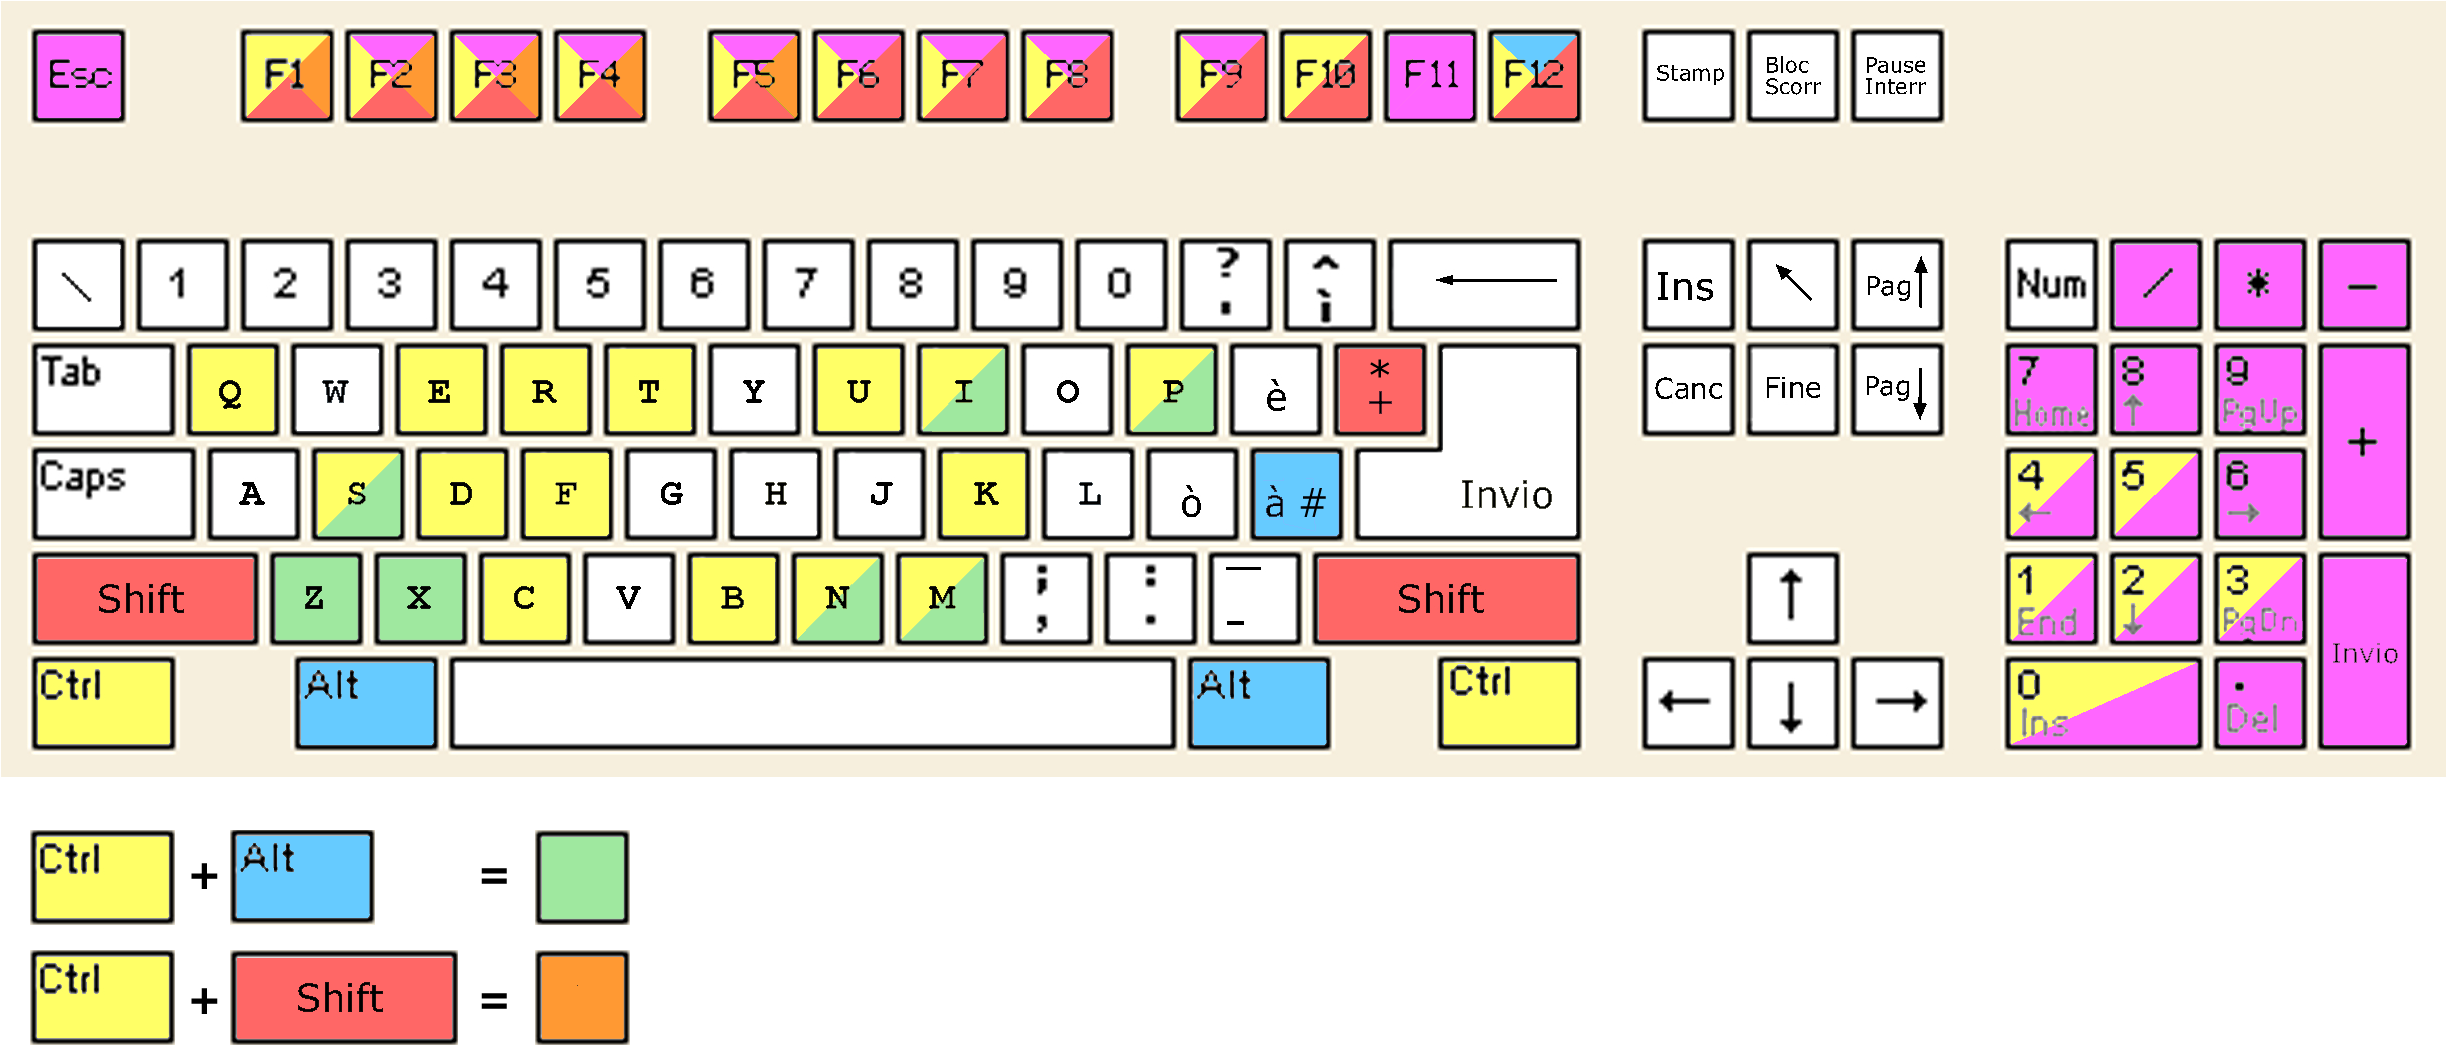 Esc F1 F2 F3 F4 F5 F6 F7 F8 F9 F10 F11 F12 Stamp Bloc Scorr Pause Interr
\ 1 2 3 4 5 6 7 8 9 0 ? ' ^ ì ← Ins ↖ Pag↑ Num / * -
Tab Q W E R T Y U I O P è * + Canc Fine Pag↓ 7 Home 8 ↑ 9 PgUp +
Caps A S D F G H J K L ò à # Invio 4 ← 5 6 →
Shift Z X C V B N M ; , : . _ - Shift ↑ 1 End 2 ↓ 3 PgDn Invio
Ctrl Alt Alt Ctrl ← ↓ → 0 Ins . Del
Ctrl + Alt =
Ctrl + Shift =